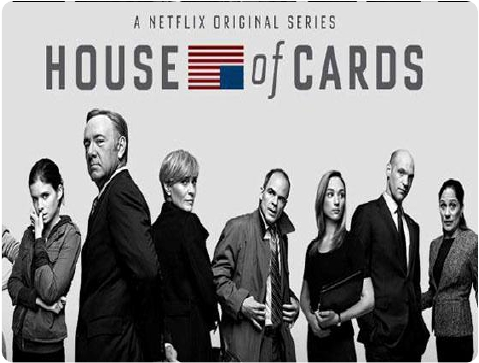 A NETFLIX ORIGINAL SERIES
HOUSE of CARDS